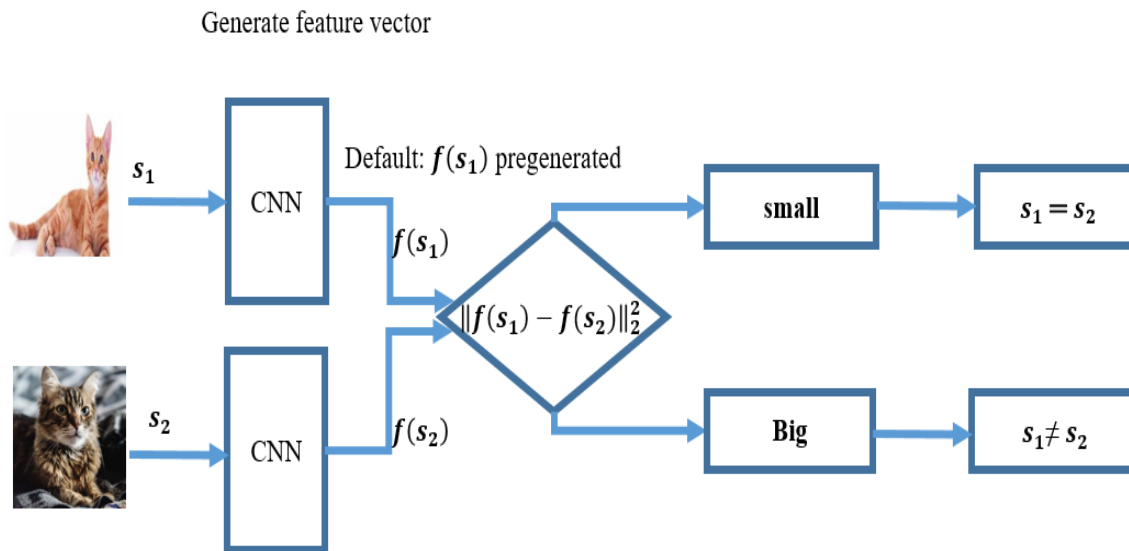 Generate feature vector
s₁
CNN
Default: f(s₁) pregenerated
f(s₁)
small
s₁ = s₂
‖f(s₁) − f(s₂)‖₂²
s₂
CNN
f(s₂)
Big
s₁ ≠ s₂